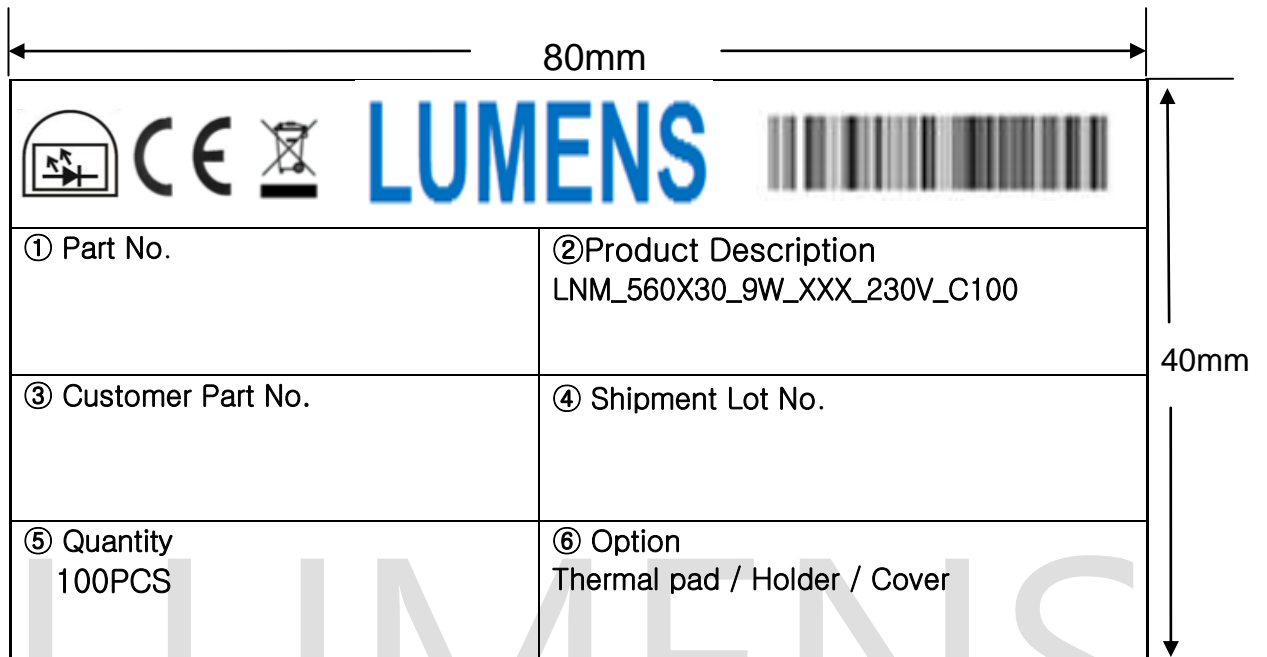 80mm
CE LUMENS
① Part No.
②Product Description
LNM_560X30_9W_XXX_230V_C100
40mm
③ Customer Part No.
④ Shipment Lot No.
⑤ Quantity
100PCS
⑥ Option
Thermal pad / Holder / Cover
LUMENS